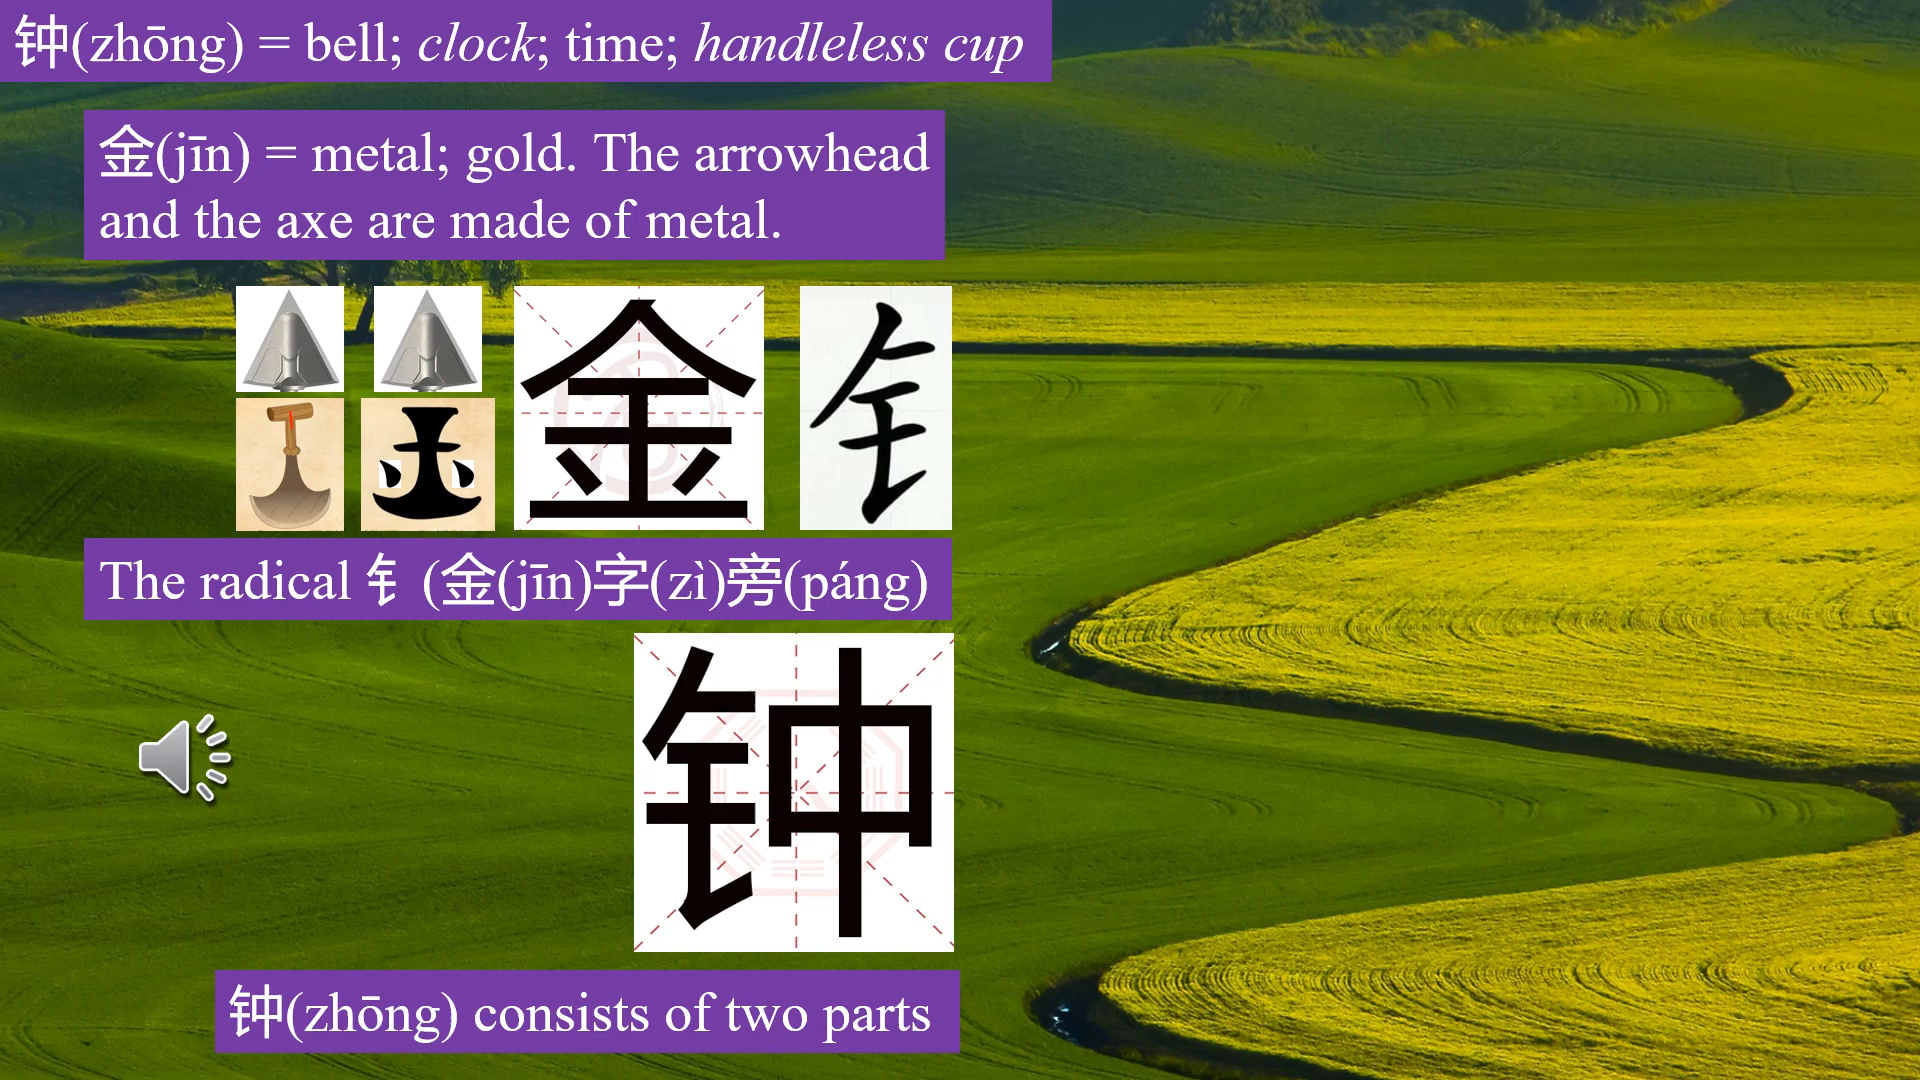 钟(zhōng) = bell; clock; time; handleless cup
金(jīn) = metal; gold. The arrowhead
and the axe are made of metal.
金
钅
The radical 钅(金(jīn)字(zì)旁(páng)
钟
钟(zhōng) consists of two parts